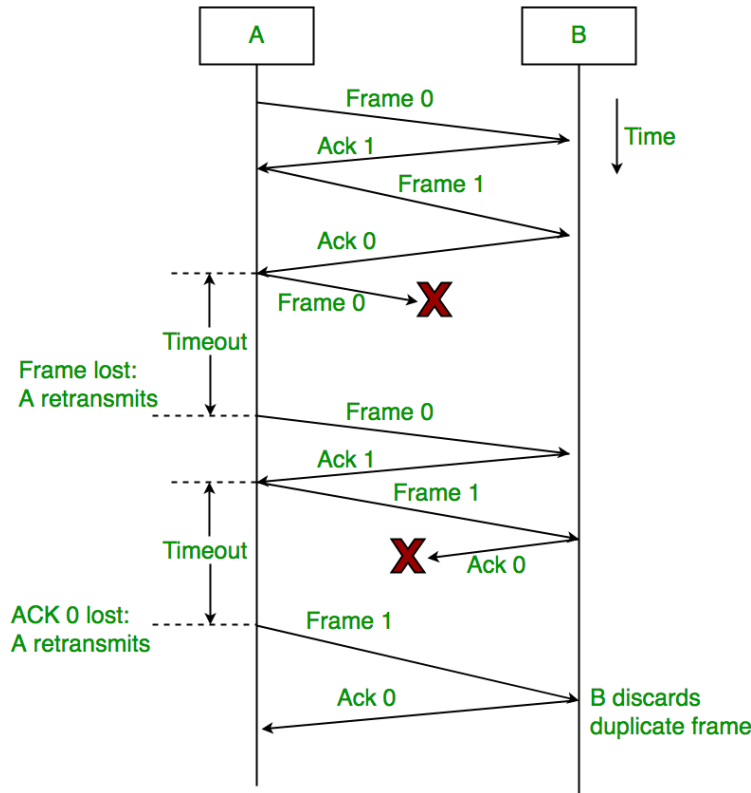 A
B
Frame 0
Time
Ack 1
Frame 1
Ack 0
Frame 0
X
Timeout
Frame lost:
A retransmits
Frame 0
Ack 1
Frame 1
Timeout
X
Ack 0
ACK 0 lost:
A retransmits
Frame 1
Ack 0
B discards
duplicate frame